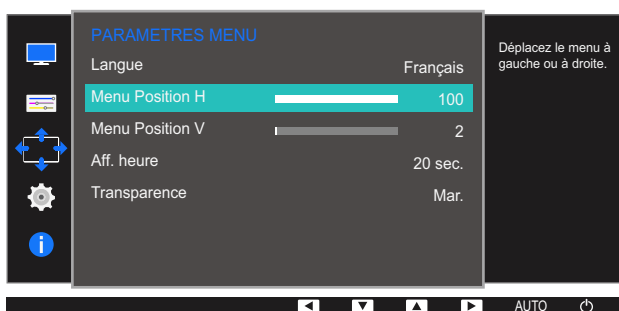 PARAMETRES MENU
Déplacez le menu à
gauche ou à droite.
Langue Français
Menu Position H 100
Menu Position V 2
Aff. heure 20 sec.
Transparence Mar.
AUTO